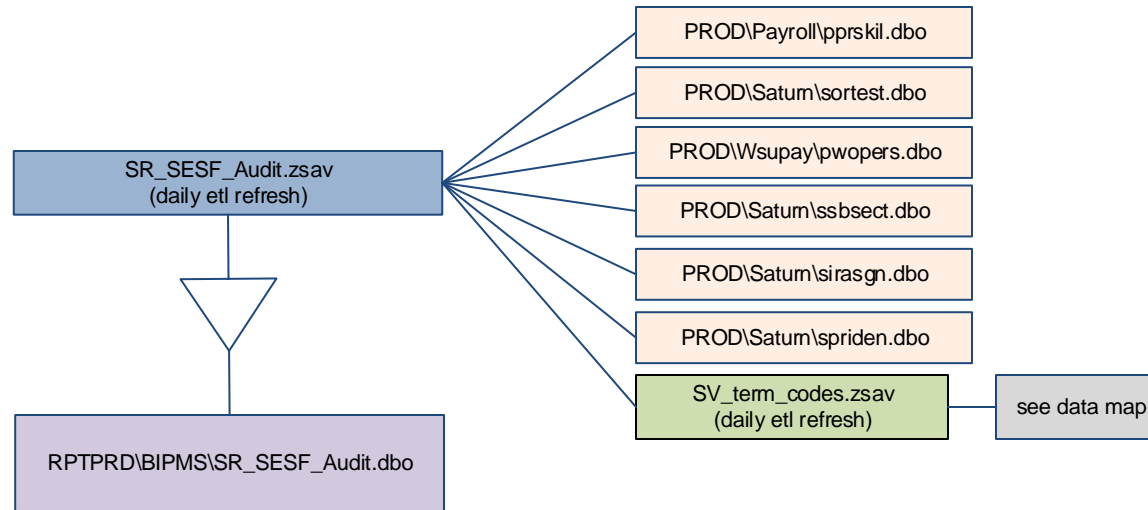 PROD\Payroll\pprskil.dbo
PROD\Saturn\sortest.dbo
PROD\Wsupay\pwopers.dbo
SR_SESF_Audit.zsav
(daily etl refresh)
PROD\Saturn\ssbsect.dbo
PROD\Saturn\sirasgn.dbo
PROD\Saturn\spriden.dbo
SV_term_codes.zsav
(daily etl refresh)
see data map
RPTPRD\BIPMS\SR_SESF_Audit.dbo